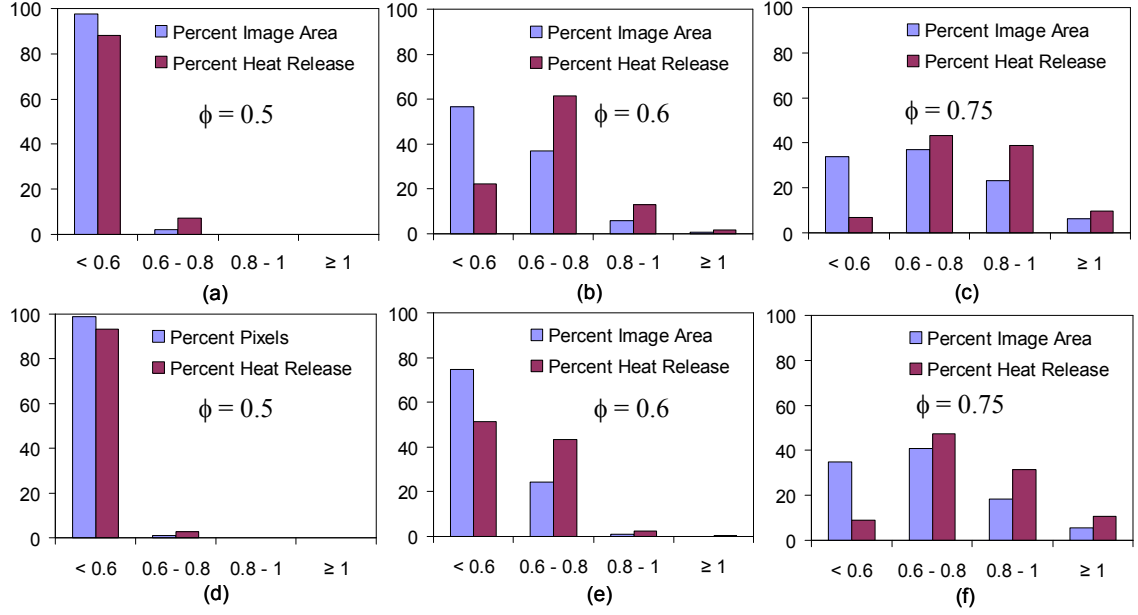 100
80
60
40
20
0
Percent Image Area
Percent Heat Release
ϕ = 0.5
< 0.6
0.6 - 0.8
0.8 - 1
≥ 1
(a)
100
80
60
40
20
0
Percent Image Area
Percent Heat Release
ϕ = 0.6
< 0.6
0.6 - 0.8
0.8 - 1
≥ 1
(b)
100
80
60
40
20
0
Percent Image Area
Percent Heat Release
ϕ = 0.75
< 0.6
0.6 - 0.8
0.8 - 1
≥ 1
(c)
100
80
60
40
20
0
Percent Pixels
Percent Heat Release
ϕ = 0.5
< 0.6
0.6 - 0.8
0.8 - 1
≥ 1
(d)
100
80
60
40
20
0
Percent Image Area
Percent Heat Release
ϕ = 0.6
< 0.6
0.6 - 0.8
0.8 - 1
≥ 1
(e)
100
80
60
40
20
0
Percent Image Area
Percent Heat Release
ϕ = 0.75
< 0.6
0.6 - 0.8
0.8 - 1
≥ 1
(f)